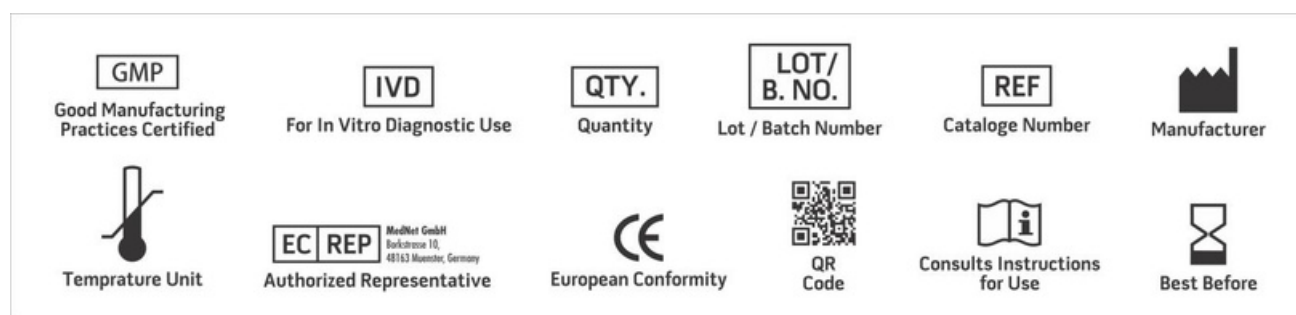 GMP
Good Manufacturing
Practices Certified
IVD
For In Vitro Diagnostic Use
QTY.
Quantity
LOT/
B. NO.
Lot / Batch Number
REF
Cataloge Number
Manufacturer
Temprature Unit
EC REP
MedNet GmbH
Borkstrasse 10,
48163 Muenster, Germany
Authorized Representative
CE
European Conformity
QR
Code
i
Consults Instructions
for Use
Best Before